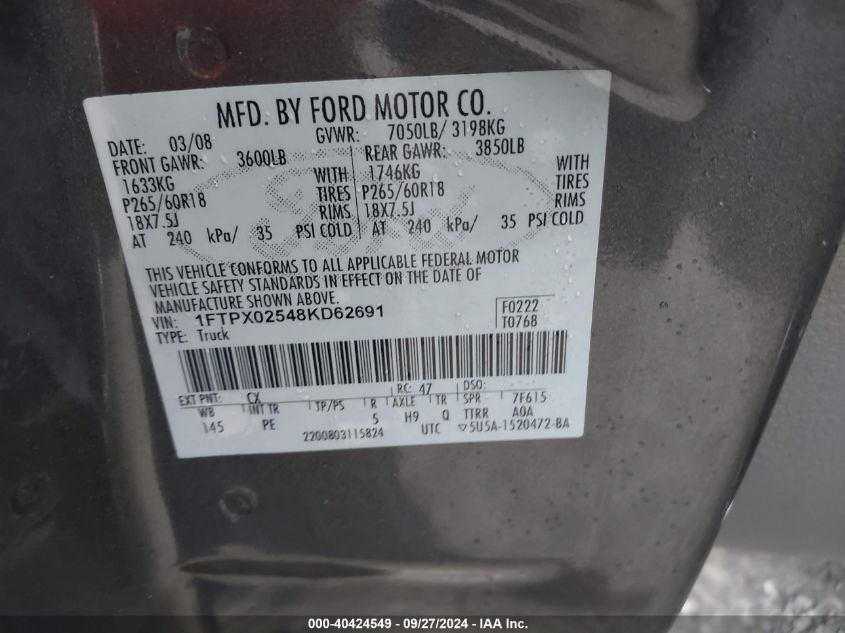 MFD. BY FORD MOTOR CO.
DATE: 03/08 GVWR: 7050LB/ 3198KG
FRONT GAWR: 3600LB REAR GAWR: 3850LB
1633KG WITH 1746KG WITH
P265/60R18 TIRES P265/60R18 TIRES
18X7.5J RIMS 18X7.5J RIMS
AT 240 kPa/ 35 PSI COLD AT 240 kPa/ 35 PSI COLD
THIS VEHICLE CONFORMS TO ALL APPLICABLE FEDERAL MOTOR
VEHICLE SAFETY STANDARDS IN EFFECT ON THE DATE OF
MANUFACTURE SHOWN ABOVE.
VIN: 1FTPX02548KD62691 F0222
TYPE: Truck T0768
EXT PNT: CX RC: 47 DSO:
WB INT TR TP/PS R AXLE TR SPR 7F615
145 PE 5 H9 Q TTRR A0A
2200803115824 UTC ▽5U5A-1520472-BA
000-40424549 | 09/27/2024 - IAA Inc.